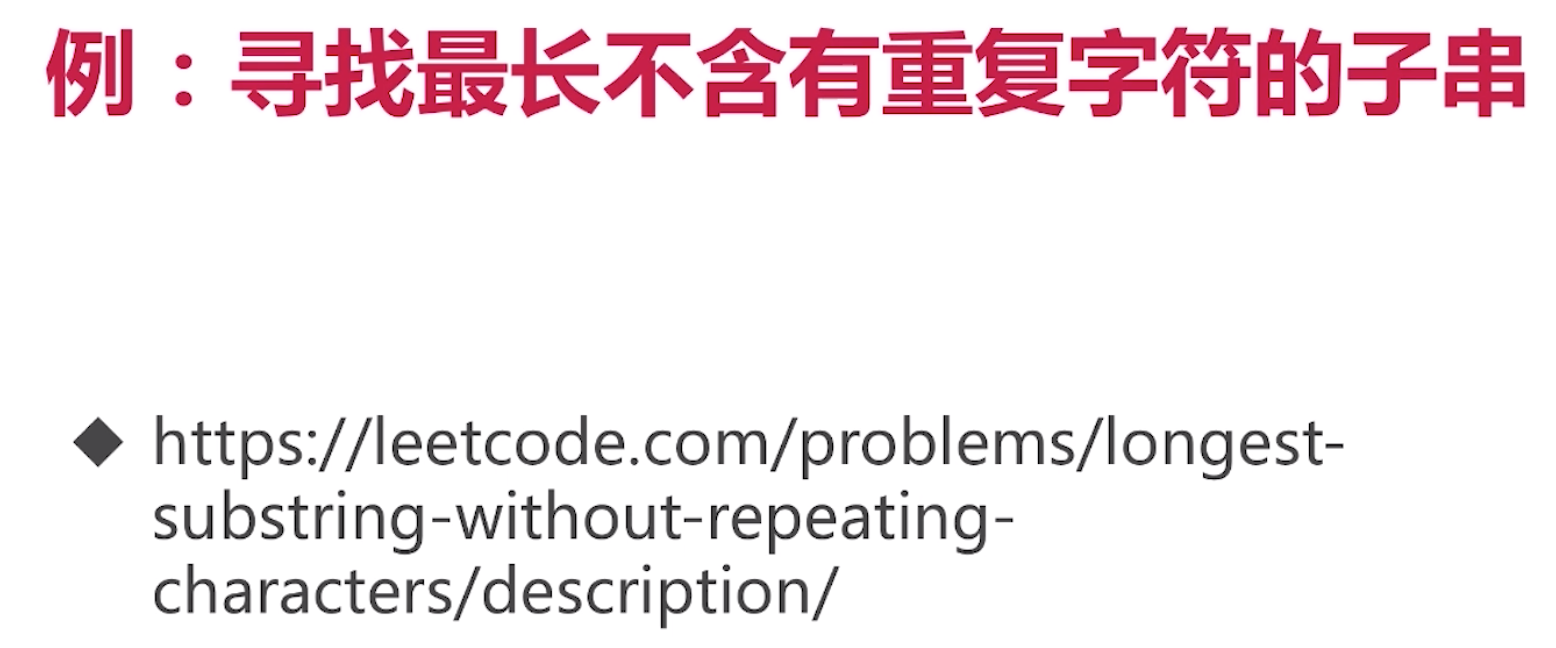 例：寻找最长不含有重复字符的子串
◆ https://leetcode.com/problems/longest-
substring-without-repeating-
characters/description/